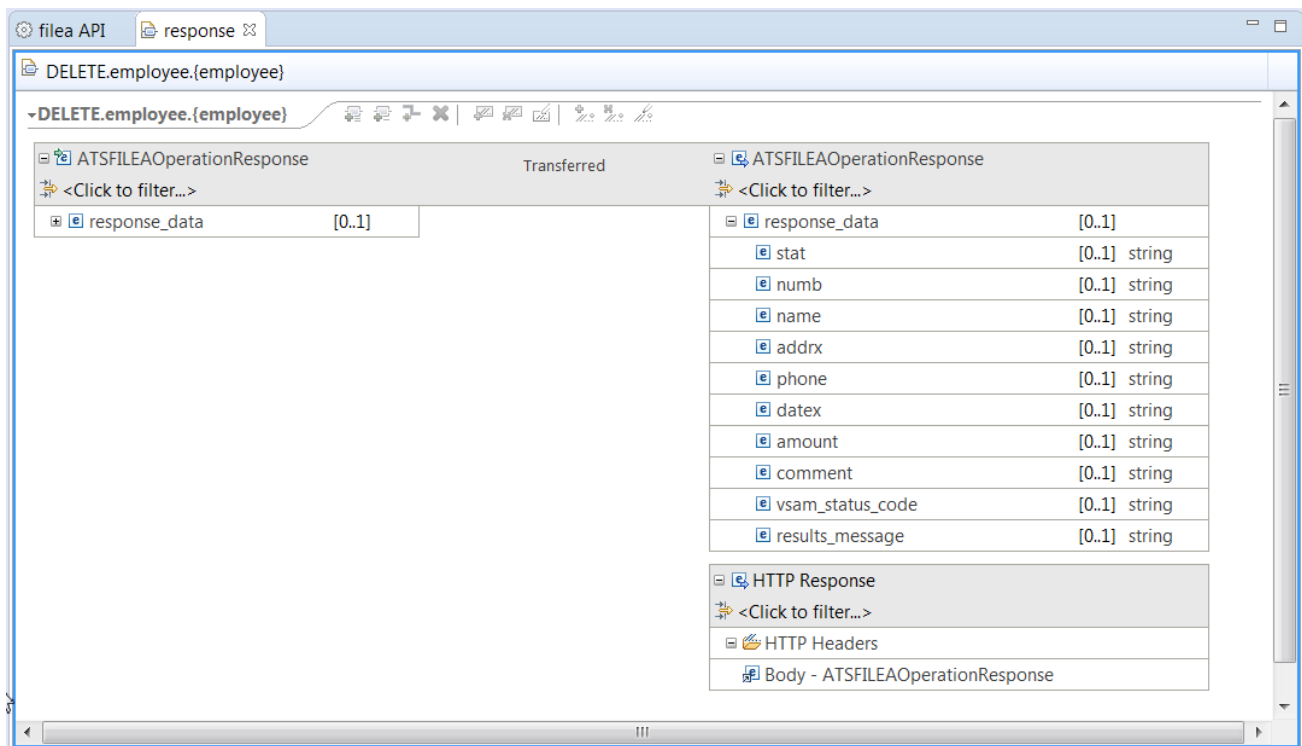 filea API response
DELETE.employee.{employee}
DELETE.employee.{employee}
ATSFILEAOperationResponse Transferred ATSFILEAOperationResponse
<Click to filter...> <Click to filter...>
response_data [0..1] response_data [0..1]
stat [0..1] string
numb [0..1] string
name [0..1] string
addrx [0..1] string
phone [0..1] string
datex [0..1] string
amount [0..1] string
comment [0..1] string
vsam_status_code [0..1] string
results_message [0..1] string
HTTP Response
<Click to filter...>
HTTP Headers
Body - ATSFILEAOperationResponse